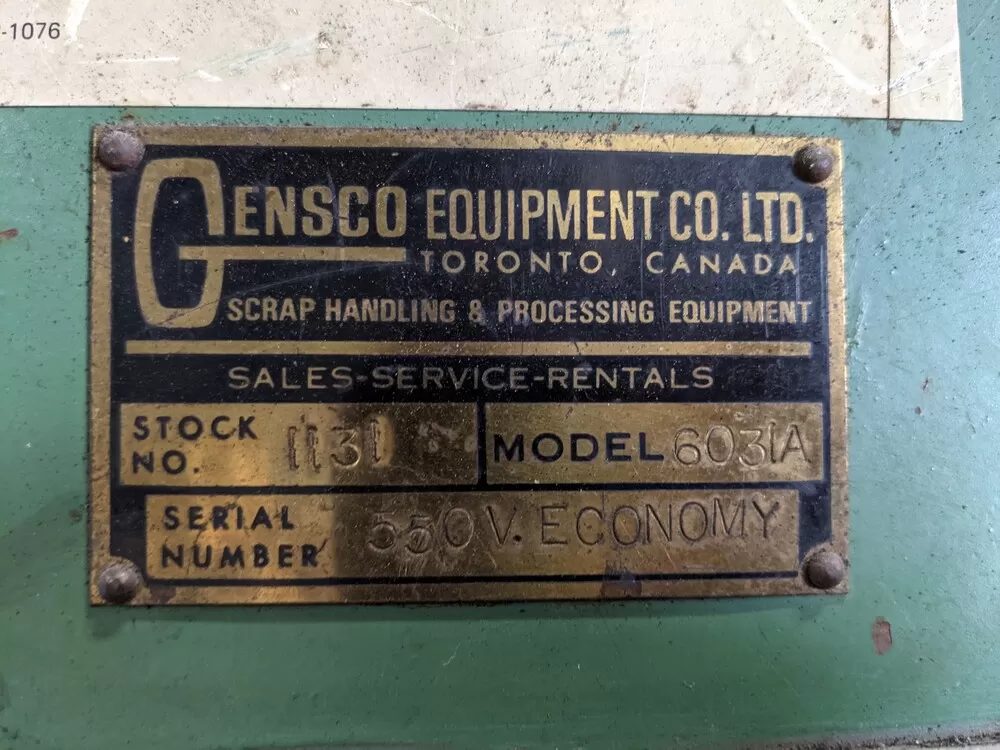 -1076
GENSCO EQUIPMENT CO. LTD.
TORONTO, CANADA
SCRAP HANDLING & PROCESSING EQUIPMENT
SALES-SERVICE-RENTALS
STOCK NO. 1131
MODEL 6031A
SERIAL NUMBER 550 V. ECONOMY